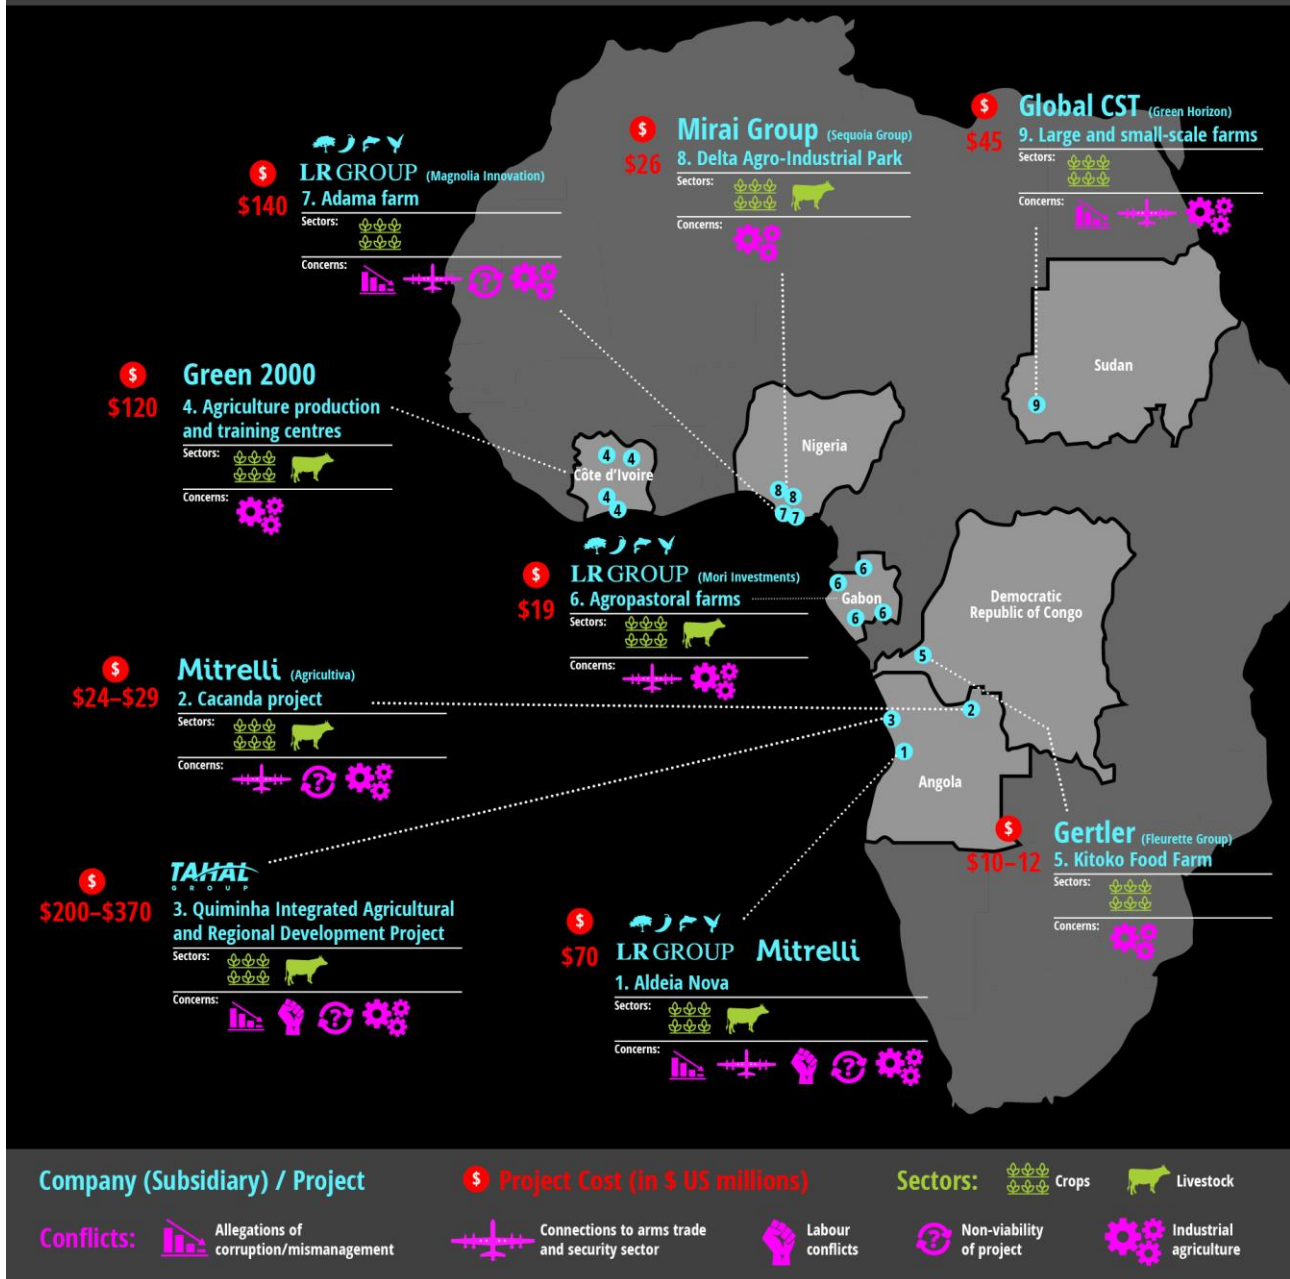 LR GROUP (Magnolia Innovation)
$
$140
7. Adama farm
Sectors:
Concerns:
$
$26
Mirai Group (Sequoia Group)
8. Delta Agro-Industrial Park
Sectors:
Concerns:
$
$45
Global CST (Green Horizon)
9. Large and small-scale farms
Sectors:
Concerns:
Sudan
9
$
$120
Green 2000
4. Agriculture production
and training centres
Sectors:
Concerns:
4 4
Côte d'Ivoire
4
4
Nigeria
8 8
7 7
$
$19
LR GROUP (Mori Investments)
6. Agropastoral farms
Sectors:
Concerns:
6
6
Gabon
6 6
Democratic
Republic of Congo
5
$
$24–$29
Mitrelli (Agricultiva)
2. Cacanda project
Sectors:
Concerns:
2
3
1
Angola
$
$10–12
Gertler (Fleurette Group)
5. Kitoko Food Farm
Sectors:
Concerns:
$
$200–$370
TAHAL
GROUP
3. Quiminha Integrated Agricultural
and Regional Development Project
Sectors:
Concerns:
?
$
$70
LR GROUP Mitrelli
1. Aldeia Nova
Sectors:
Concerns:
?
Company (Subsidiary) / Project
$ Project Cost (in $ US millions)
Sectors: Crops Livestock
Conflicts:
Allegations of
corruption/mismanagement
Connections to arms trade
and security sector
Labour
conflicts
?
Non-viability
of project
Industrial
agriculture